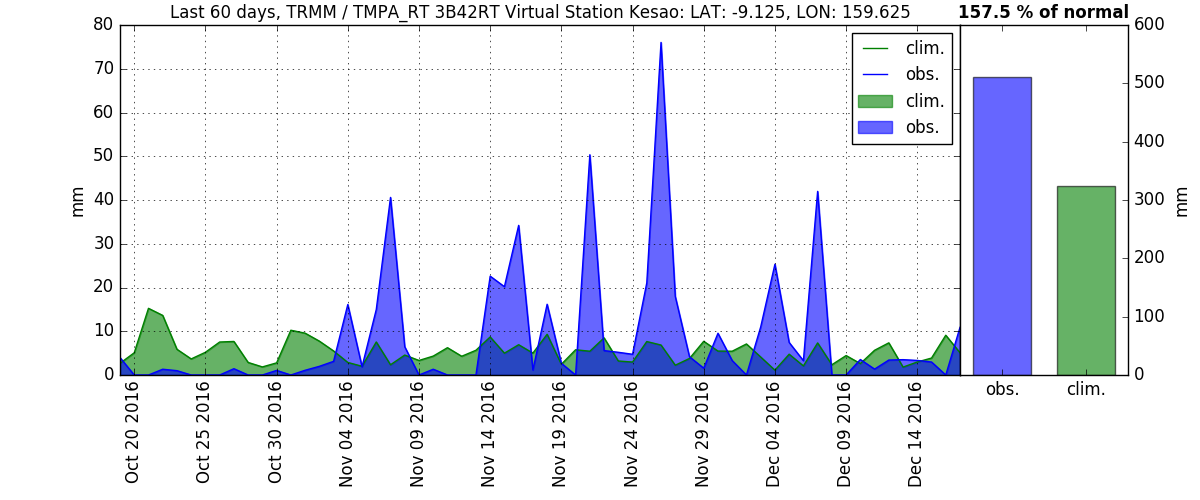 Last 60 days, TRMM / TMPA_RT 3B42RT Virtual Station Kesao: LAT: -9.125, LON: 159.625
157.5 % of normal
80
70
60
50
40
30
20
10
0
mm
clim.
obs.
clim.
obs.
600
500
400
300
200
100
0
mm
Oct 20 2016
Oct 25 2016
Oct 30 2016
Nov 04 2016
Nov 09 2016
Nov 14 2016
Nov 19 2016
Nov 24 2016
Nov 29 2016
Dec 04 2016
Dec 09 2016
Dec 14 2016
obs.
clim.